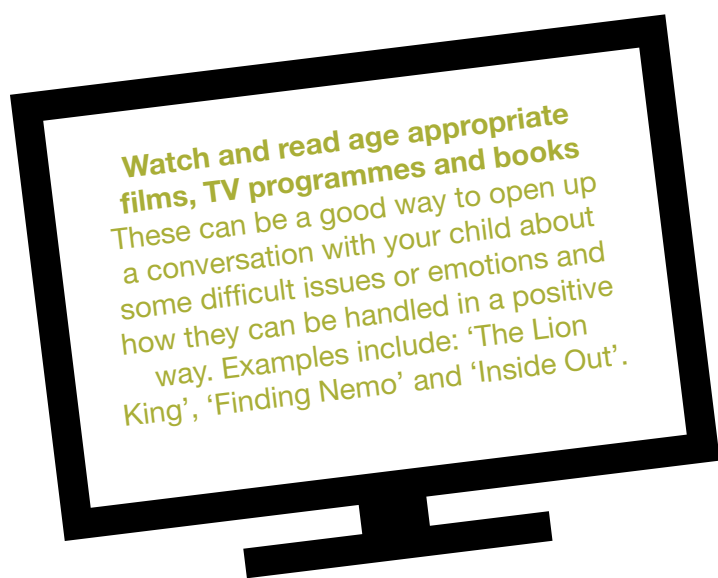 Watch and read age appropriate
films, TV programmes and books
These can be a good way to open up
a conversation with your child about
some difficult issues or emotions and
how they can be handled in a positive
way. Examples include: ‘The Lion
King’, ‘Finding Nemo’ and ‘Inside Out’.